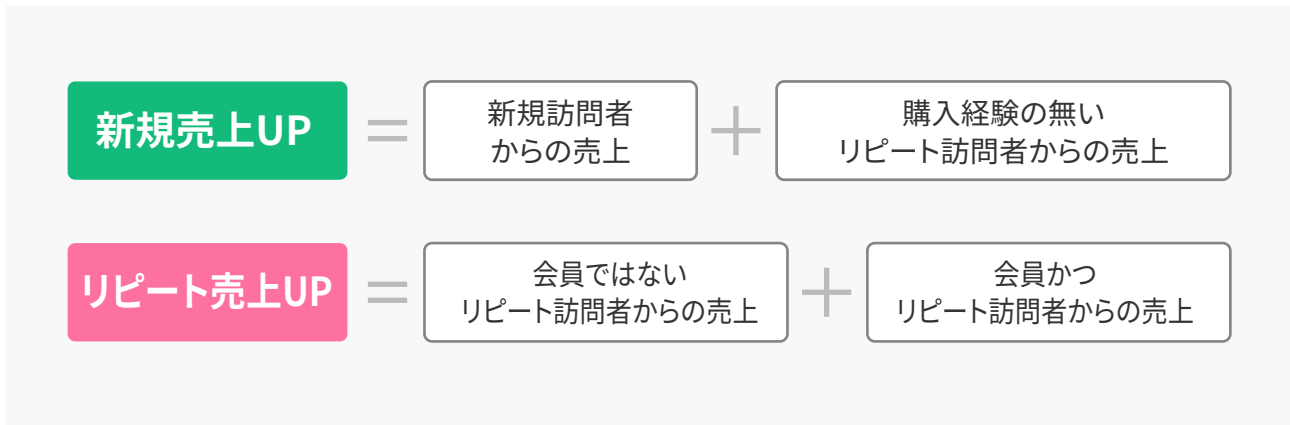 新規売上UP
=
新規訪問者
からの売上
+
購入経験の無い
リピート訪問者からの売上
リピート売上UP
=
会員ではない
リピート訪問者からの売上
+
会員かつ
リピート訪問者からの売上